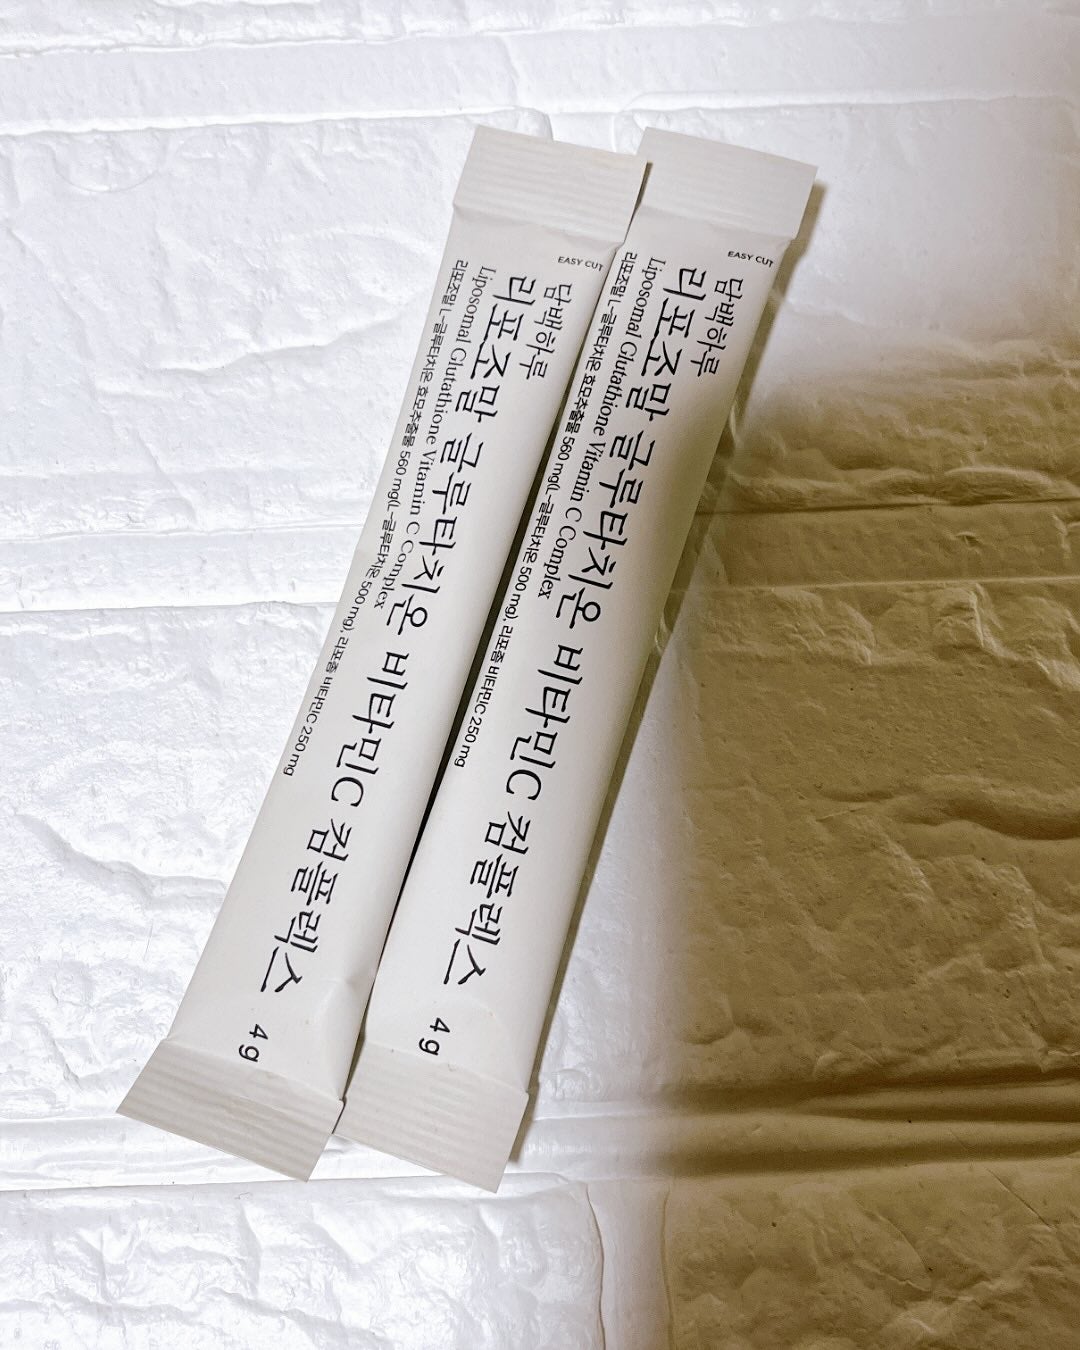 EASY CUT
담백하루
리포조말 글루타치온 비타민C 컴플렉스
Liposomal Glutathione Vitamin C Complex
리포조말 L-글루타치온 효모추출물 560 mg(L-글루타치온 500 mg), 리포좀 비타민C 250 mg
4 g
EASY CUT
담백하루
리포조말 글루타치온 비타민C 컴플렉스
Liposomal Glutathione Vitamin C Complex
리포조말 L-글루타치온 효모추출물 560 mg(L-글루타치온 500 mg), 리포좀 비타민C 250 mg
4 g